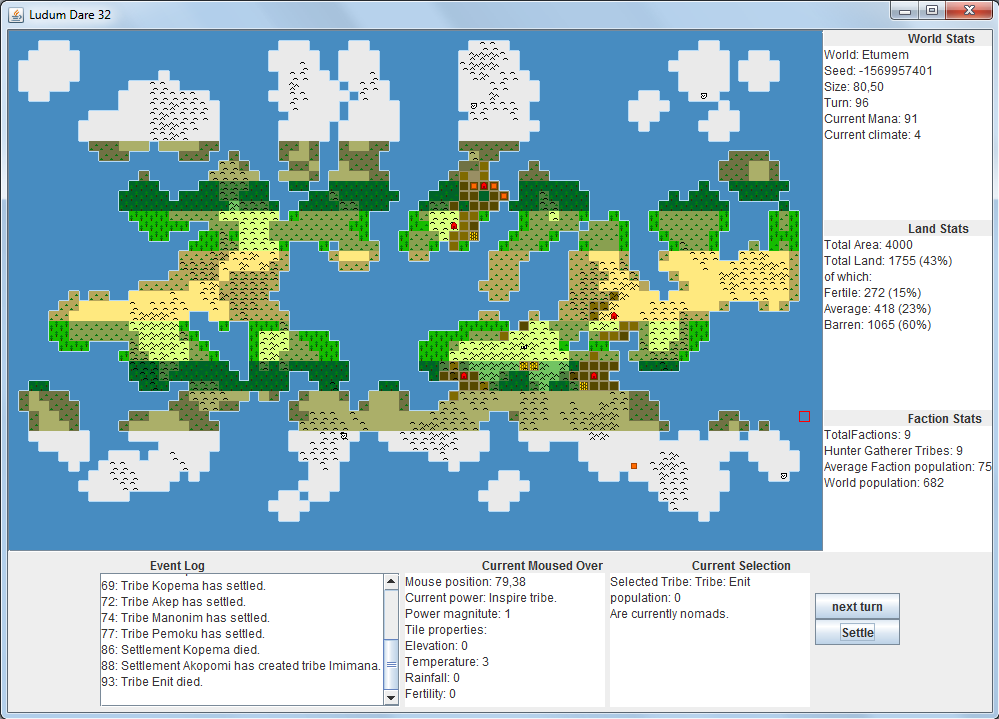 Ludum Dare 32
World Stats
World: Etumem
Seed: -1569957401
Size: 80,50
Turn: 96
Current Mana: 91
Current climate: 4
Land Stats
Total Area: 4000
Total Land: 1755 (43%)
of which:
Fertile: 272 (15%)
Average: 418 (23%)
Barren: 1065 (60%)
Faction Stats
TotalFactions: 9
Hunter Gatherer Tribes: 9
Average Faction population: 75
World population: 682
Event Log
69: Tribe Kopema has settled.
72: Tribe Akep has settled.
74: Tribe Manonim has settled.
77: Tribe Pemoku has settled.
86: Settlement Kopema died.
88: Settlement Akopomi has created tribe Imimana.
93: Tribe Enit died.
Current Moused Over
Mouse position: 79,38
Current power: Inspire tribe.
Power magnitute: 1
Tile properties:
Elevation: 0
Temperature: 3
Rainfall: 0
Fertility: 0
Current Selection
Selected Tribe: Tribe: Enit
population: 0
Are currently nomads.
next turn
Settle